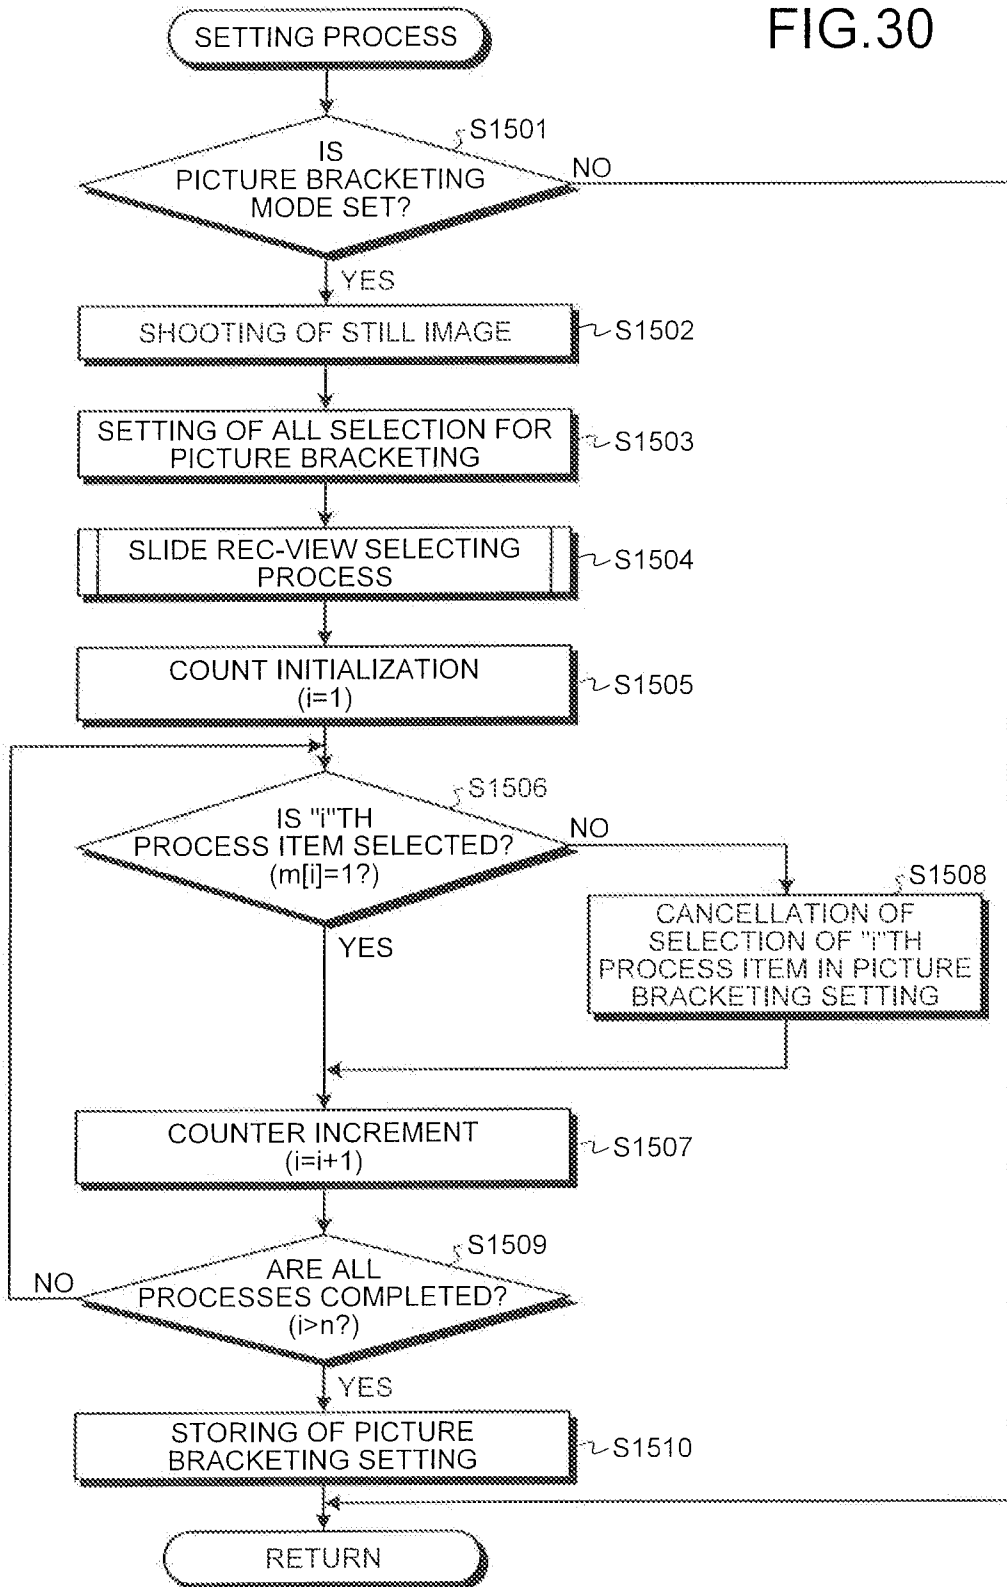 FIG.30
SETTING PROCESS
S1501
IS
PICTURE BRACKETING
MODE SET?
NO
YES
SHOOTING OF STILL IMAGE
S1502
SETTING OF ALL SELECTION FOR
PICTURE BRACKETING
S1503
SLIDE REC-VIEW SELECTING
PROCESS
S1504
COUNT INITIALIZATION
(i=1)
S1505
S1506
IS "i"TH
PROCESS ITEM SELECTED?
(m[i]=1?)
NO
YES
S1508
CANCELLATION OF
SELECTION OF "i"TH
PROCESS ITEM IN PICTURE
BRACKETING SETTING
COUNTER INCREMENT
(i=i+1)
S1507
S1509
ARE ALL
PROCESSES COMPLETED?
(i>n?)
NO
YES
STORING OF PICTURE
BRACKETING SETTING
S1510
RETURN